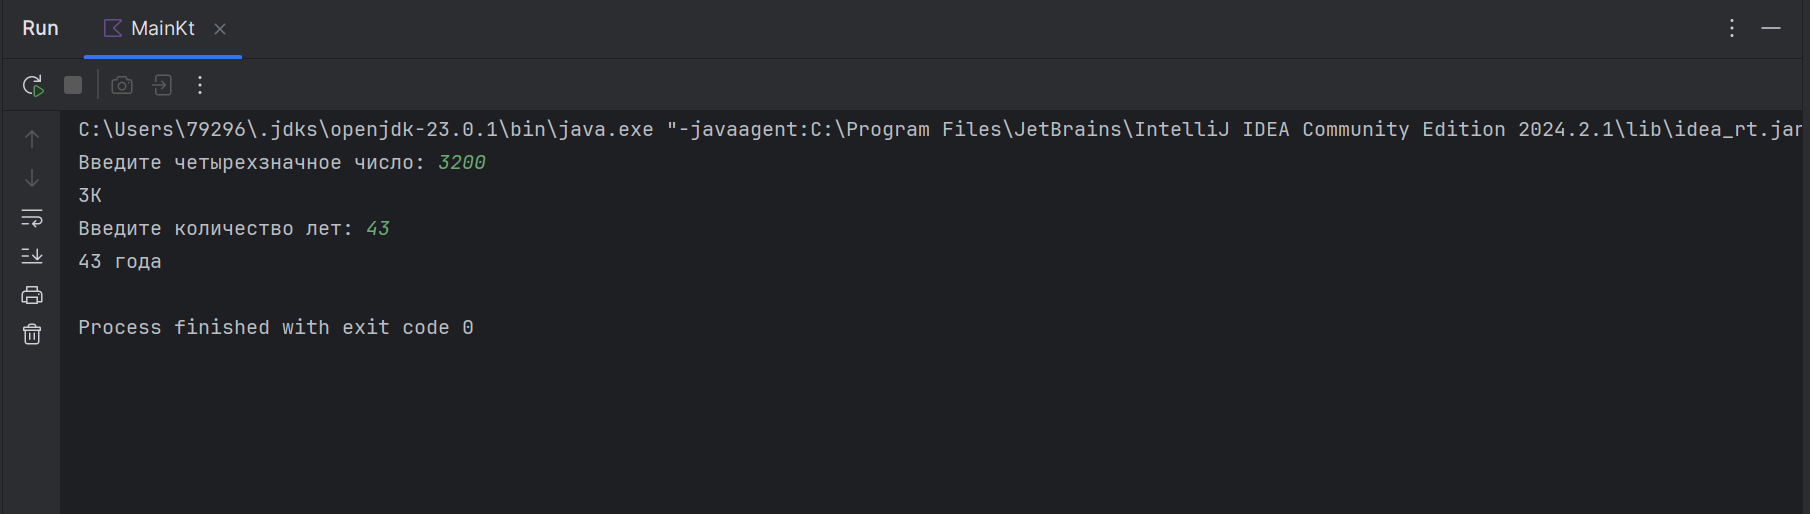 Run MainKt
C:\Users\79296\.jdks\openjdk-23.0.1\bin\java.exe "-javaagent:C:\Program Files\JetBrains\IntelliJ IDEA Community Edition 2024.2.1\lib\idea_rt.jar
Введите четырехзначное число: 3200
3К
Введите количество лет: 43
43 года
Process finished with exit code 0